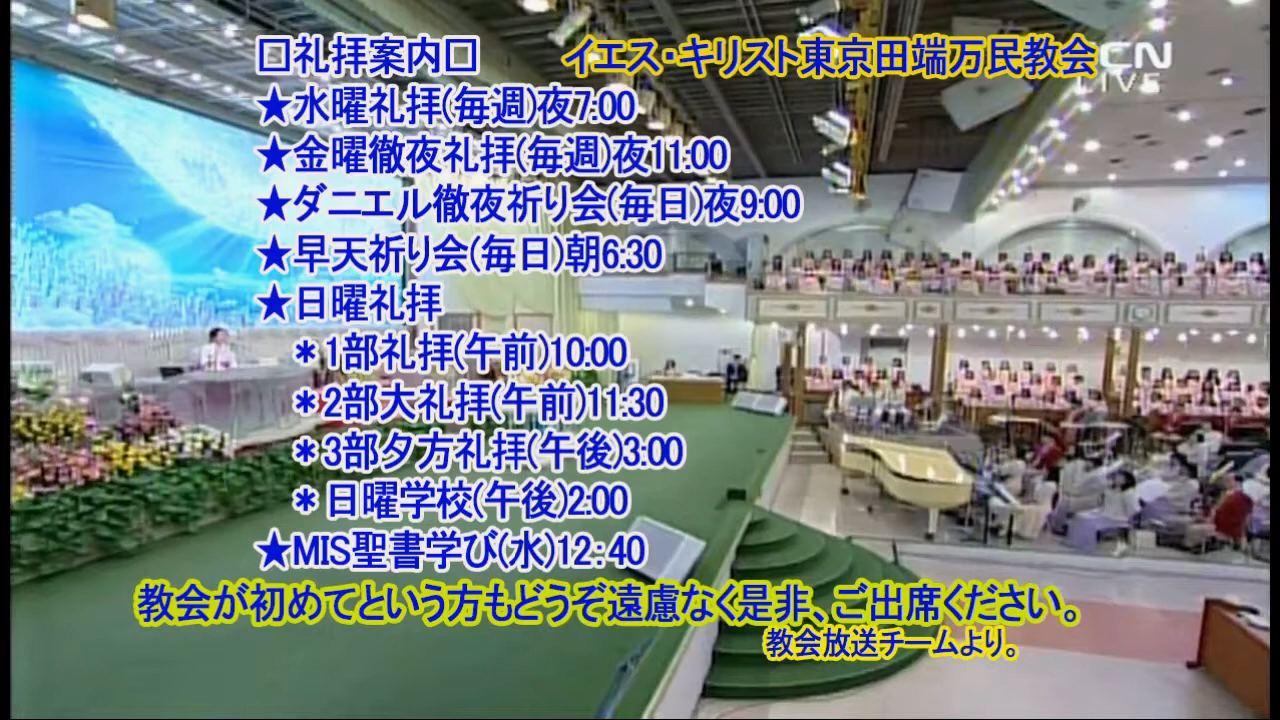 □礼拝案内□ イエス・キリスト東京田端万民教会 CN
LIVE
★水曜礼拝(毎週)夜7:00
★金曜徹夜礼拝(毎週)夜11:00
★ダニエル徹夜祈り会(毎日)夜9:00
★早天祈り会(毎日)朝6:30
★日曜礼拝
＊1部礼拝(午前)10:00
＊2部大礼拝(午前)11:30
＊3部夕方礼拝(午後)3:00
＊日曜学校(午後)2:00
★MIS聖書学び(水)12：40
教会が初めてという方もどうぞ遠慮なく是非、ご出席ください。
教会放送チームより。